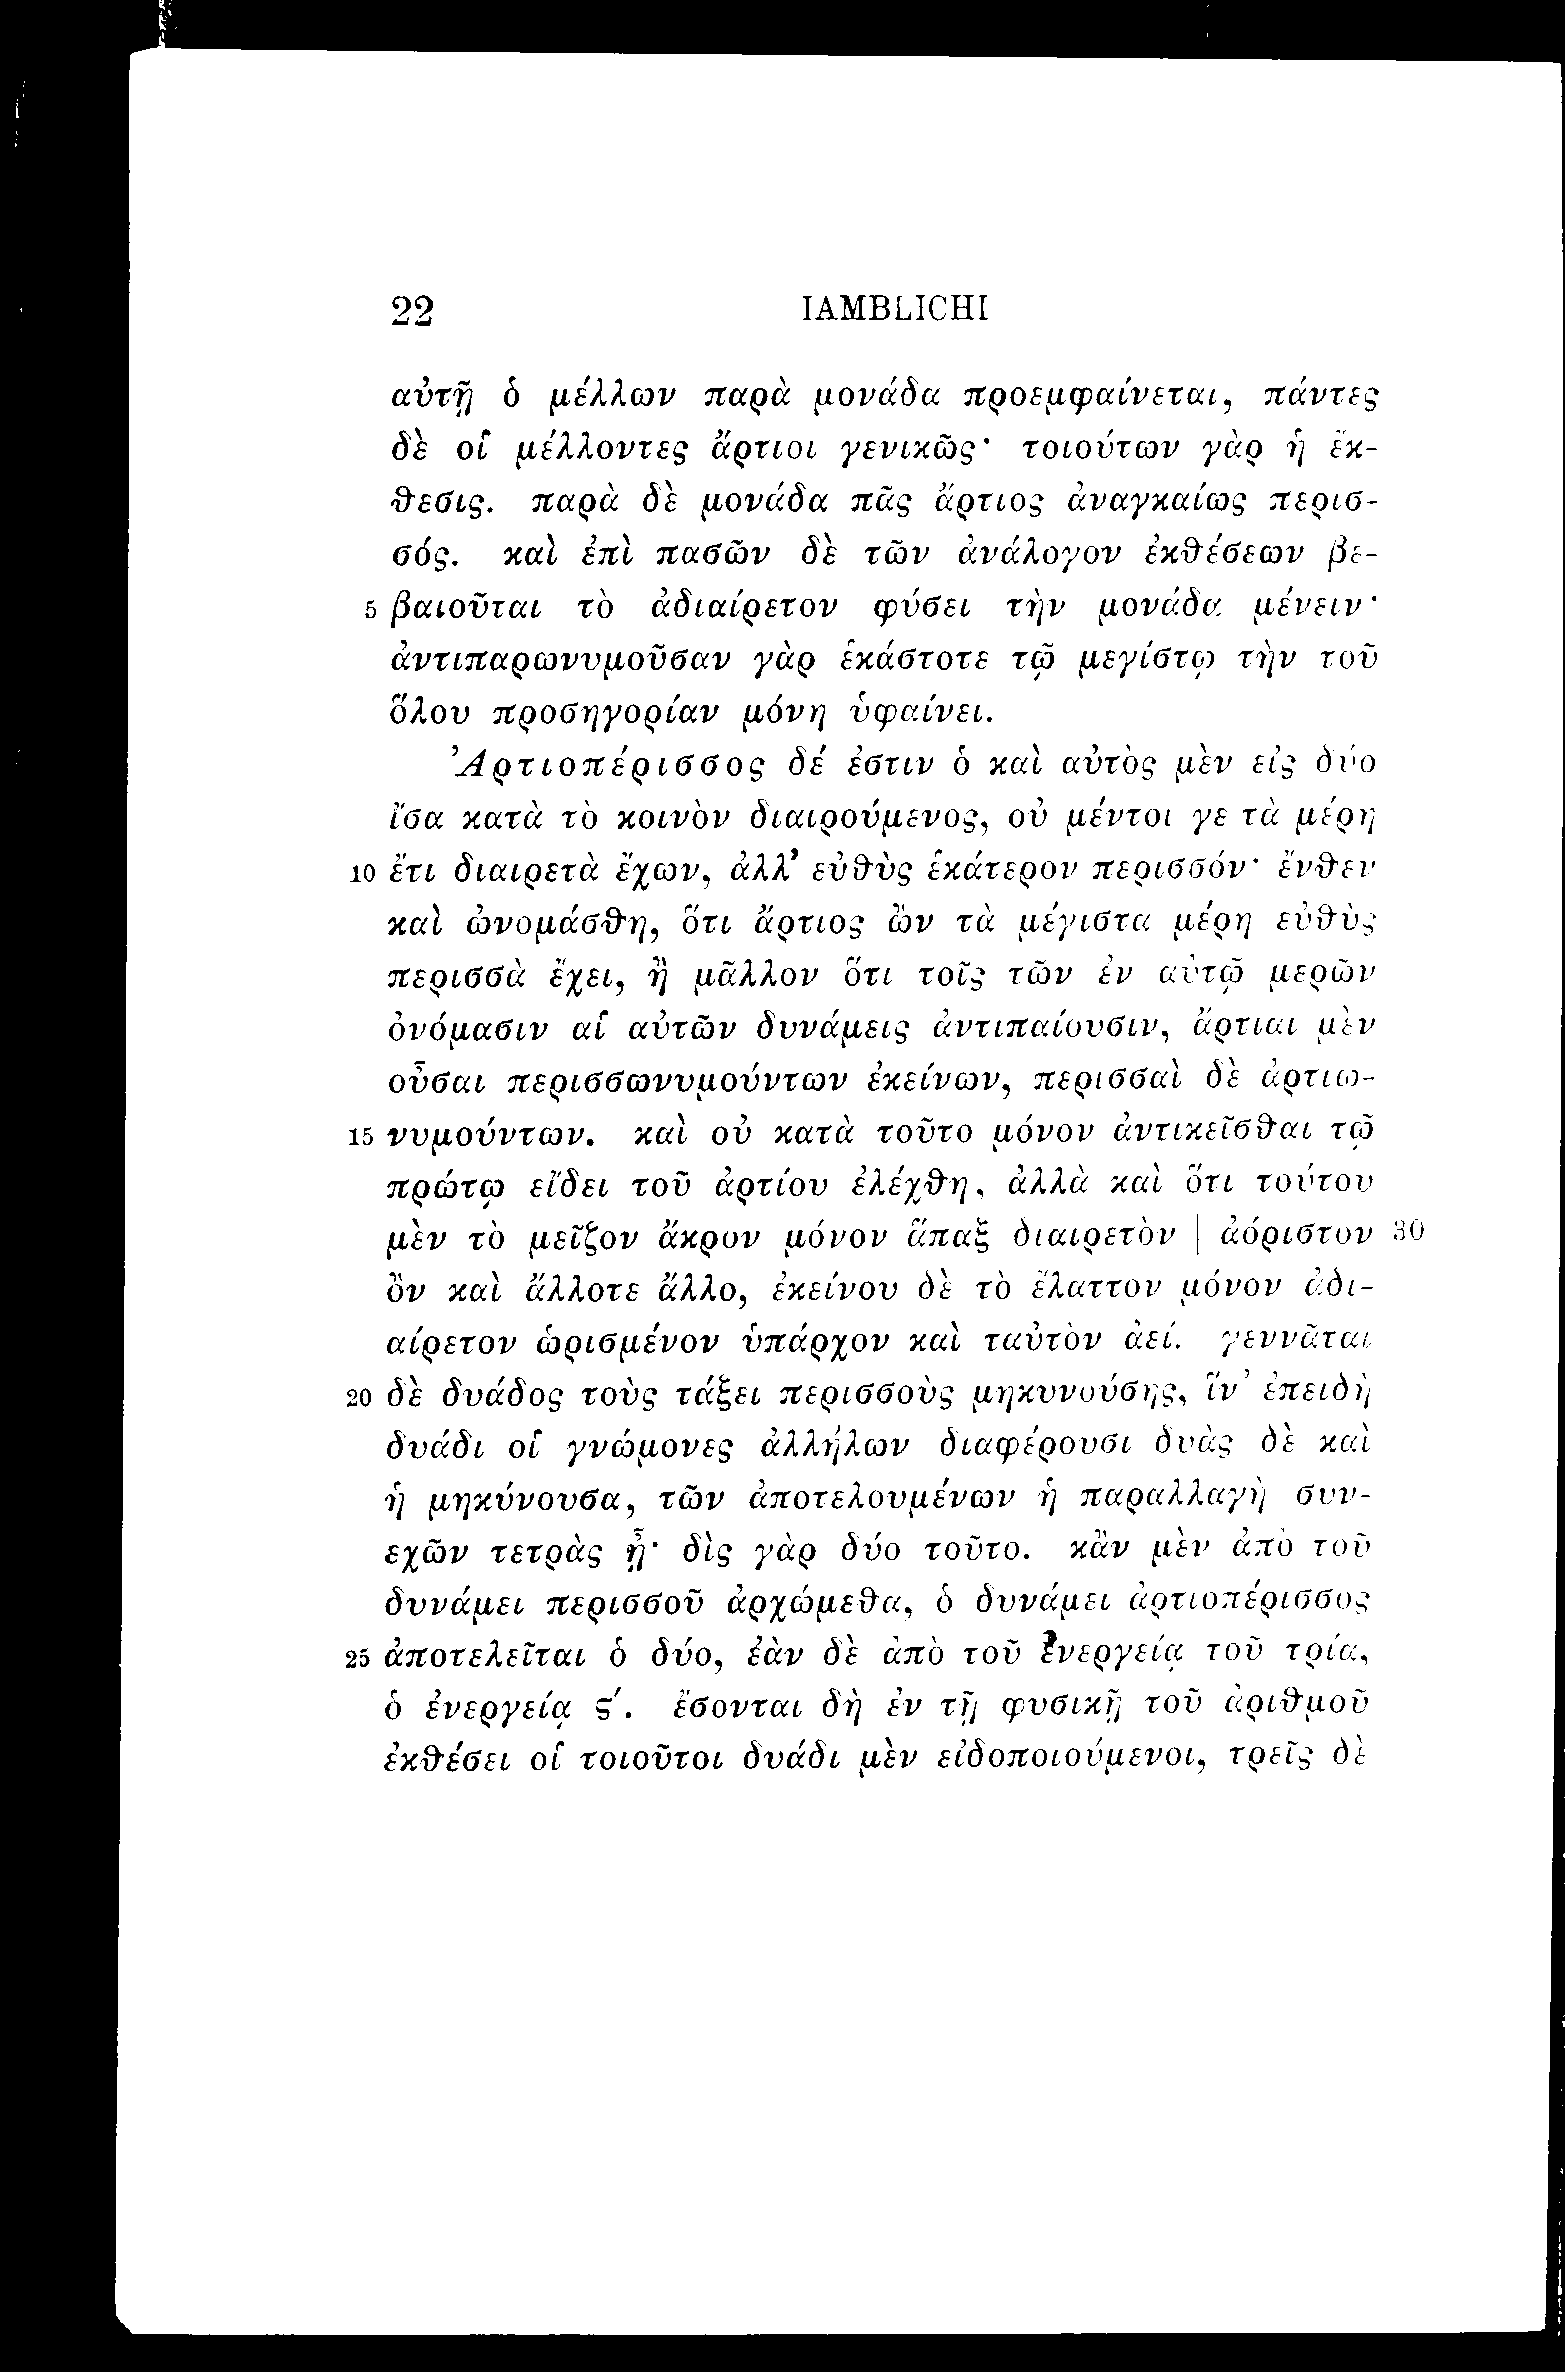 22 IAMBLICHI
αὐτῇ ὁ μέλλων παρὰ μονάδα προεμφαίνεται, πάντες
δὲ οἱ μέλλοντες ἄρτιοι γενικῶς· τοιούτων γὰρ ἡ ἔκ-
θεσις. παρὰ δὲ μονάδα πᾶς ἄρτιος ἀναγκαίως περισ-
σός. καὶ ἐπὶ πασῶν δὲ τῶν ἀνάλογον ἐκθέσεων βε-
5 βαιοῦται τὸ ἀδιαίρετον φύσει τὴν μονάδα μένειν·
ἀντιπαρωνυμοῦσαν γὰρ ἑκάστοτε τῷ μεγίστῳ τὴν τοῦ
ὅλου προσηγορίαν μόνη ὑφαίνει.
Ἀρτιοπέρισσος δέ ἐστιν ὁ καὶ αὐτὸς μὲν εἰς δύο
ἴσα κατὰ τὸ κοινὸν διαιρούμενος, οὐ μέντοι γε τὰ μέρη
10 ἔτι διαιρετὰ ἔχων, ἀλλ’ εὐθὺς ἑκάτερον περισσόν· ἔνθεν
καὶ ὠνομάσθη, ὅτι ἄρτιος ὢν τὰ μέγιστα μέρη εὐθὺς
περισσὰ ἔχει, ἢ μᾶλλον ὅτι τοῖς τῶν ἐν αὐτῷ μερῶν
ὀνόμασιν αἱ αὐτῶν δυνάμεις ἀντιπαίουσιν, ἄρτιαι μὲν
οὖσαι περισσωνυμούντων ἐκείνων, περισσαὶ δὲ ἀρτιω-
15 νυμούντων. καὶ οὐ κατὰ τοῦτο μόνον ἀντικεῖσθαι τῷ
πρώτῳ εἴδει τοῦ ἀρτίου ἐλέχθη, ἀλλὰ καὶ ὅτι τούτου
μὲν τὸ μεῖζον ἄκρον μόνον ἅπαξ διαιρετὸν | ἀόριστον 30
ὂν καὶ ἄλλοτε ἄλλο, ἐκείνου δὲ τὸ ἔλαττον μόνον ἀδι-
αίρετον ὡρισμένον ὑπάρχον καὶ ταὐτὸν ἀεί. γεννᾶται
20 δὲ δυάδος τοὺς τάξει περισσοὺς μηκυνούσης, ἵν’ ἐπειδὴ
δυάδι οἱ γνώμονες ἀλλήλων διαφέρουσι δυὰς δὲ καὶ
ἡ μηκύνουσα, τῶν ἀποτελουμένων ἡ παραλλαγὴ συν-
εχῶν τετρὰς ᾖ· δὶς γὰρ δύο τοῦτο. κἂν μὲν ἀπὸ τοῦ
δυνάμει περισσοῦ ἀρχώμεθα, ὁ δυνάμει ἀρτιοπέρισσος
25 ἀποτελεῖται ὁ δύο, ἐὰν δὲ ἀπὸ τοῦ ἐνεργείᾳ τοῦ τρία,
ὁ ἐνεργείᾳ ϛ′. ἔσονται δὴ ἐν τῇ φυσικῇ τοῦ ἀριθμοῦ
ἐκθέσει οἱ τοιοῦτοι δυάδι μὲν εἰδοποιούμενοι, τρεῖς δὲ